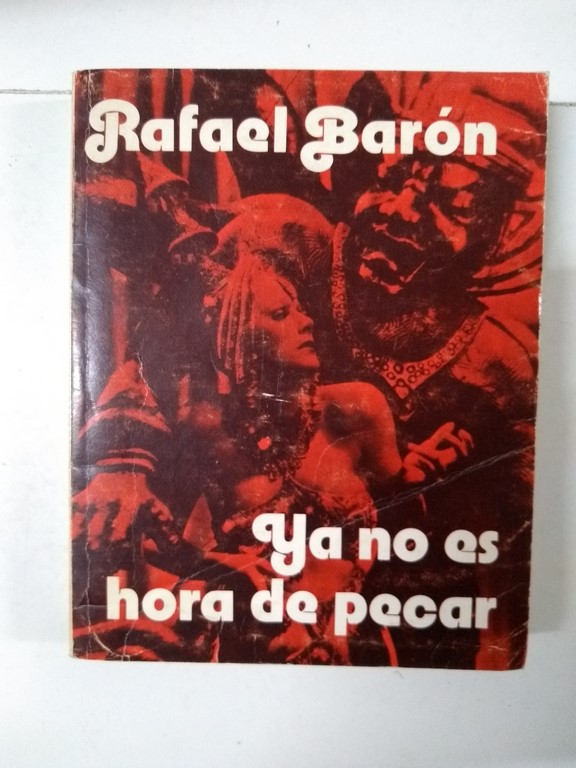 Rafael Barón
Ya no es
hora de pecar